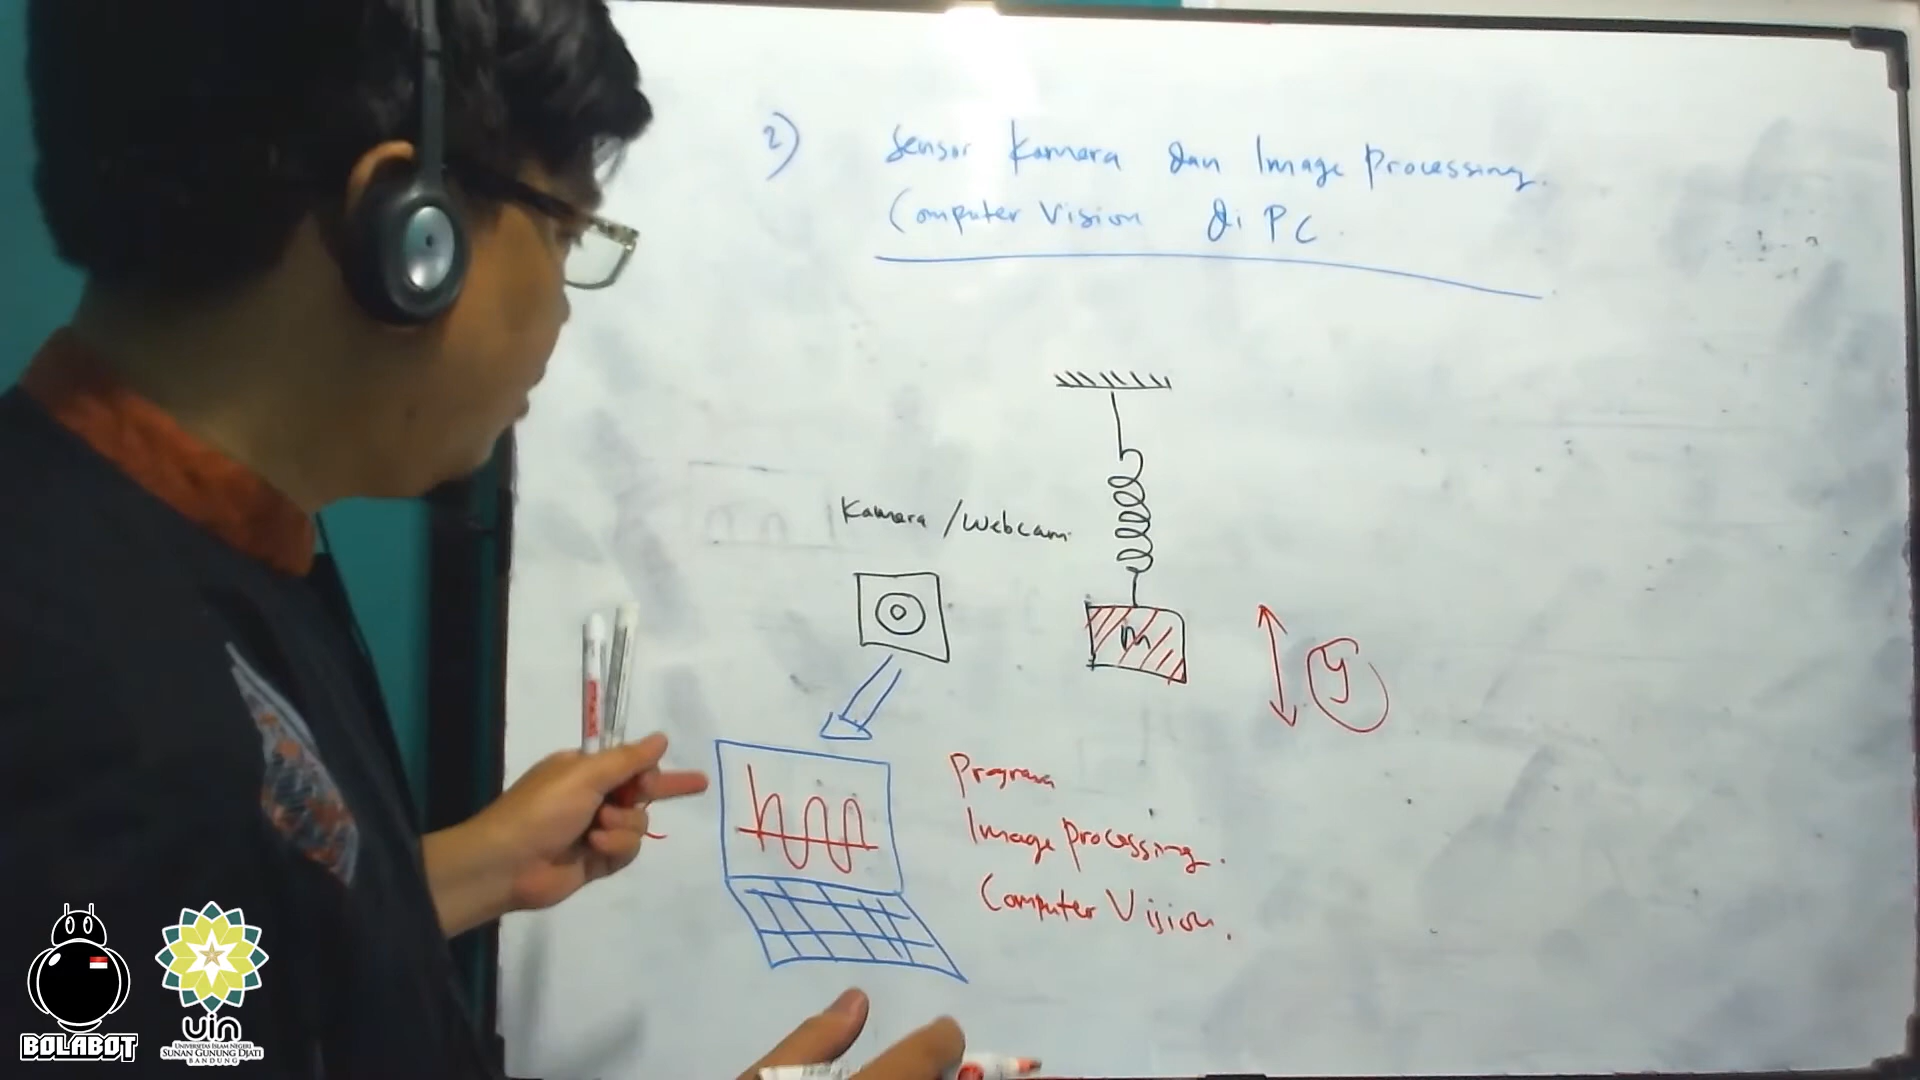 2) Sensor Kamera dan Image Processing.
Computer Vision di PC.
Kamera / Webcam
m
y
Program
Image Processing.
Computer Vision.
BOLABOT
uin
UNIVERSITAS ISLAM NEGERI
SUNAN GUNUNG DJATI
BANDUNG